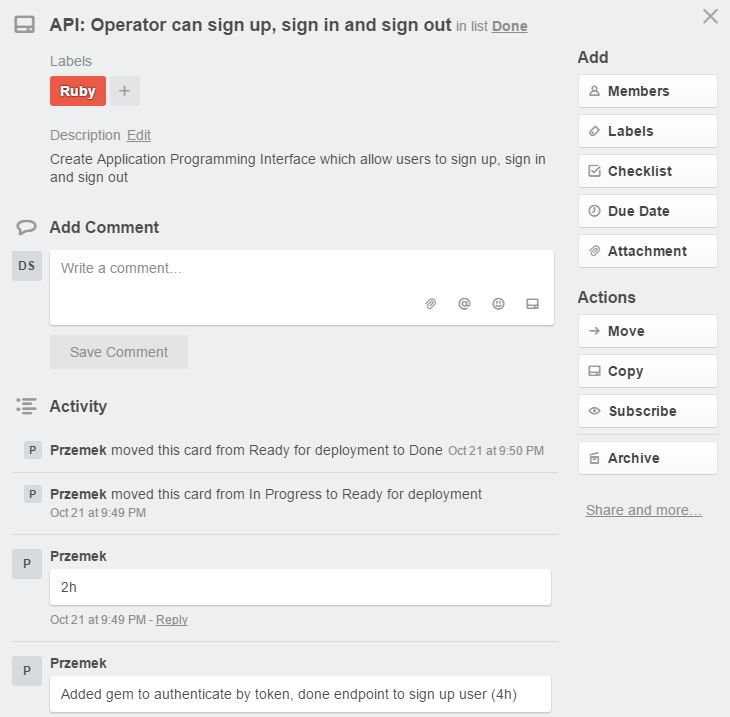 API: Operator can sign up, sign in and sign out in list Done
Labels
Ruby +
Description Edit
Create Application Programming Interface which allow users to sign up, sign in
and sign out
Add Comment
DS
Write a comment…
@
Save Comment
Activity
P Przemek moved this card from Ready for deployment to Done Oct 21 at 9:50 PM
P Przemek moved this card from In Progress to Ready for deployment
Oct 21 at 9:49 PM
P Przemek
2h
Oct 21 at 9:49 PM - Reply
P Przemek
Added gem to authenticate by token, done endpoint to sign up user (4h)
Add
Members
Labels
Checklist
Due Date
Attachment
Actions
Move
Copy
Subscribe
Archive
Share and more…